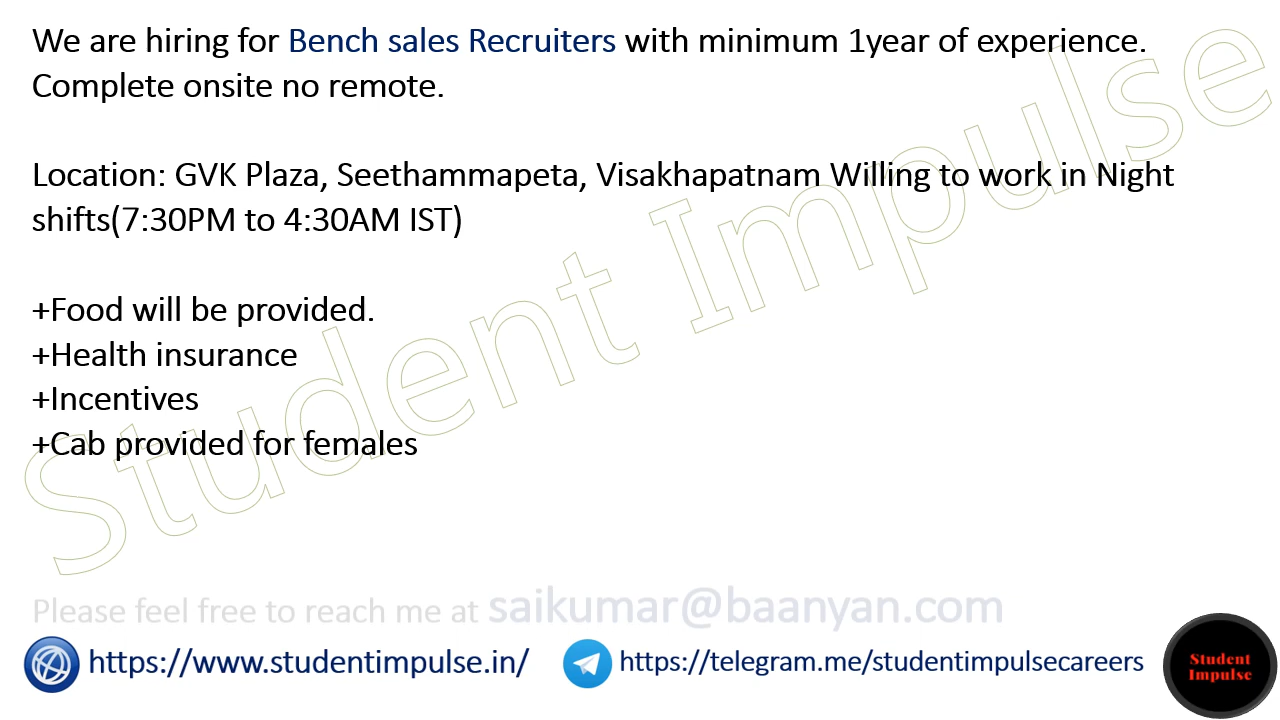 We are hiring for Bench sales Recruiters with minimum 1year of experience.
Complete onsite no remote.
Location: GVK Plaza, Seethammapeta, Visakhapatnam Willing to work in Night
shifts(7:30PM to 4:30AM IST)
+Food will be provided.
+Health insurance
+Incentives
+Cab provided for females
Student Impulse
Please feel free to reach me at saikumar@baanyan.com
https://www.studentimpulse.in/
https://telegram.me/studentimpulsecareers
Student
Impulse